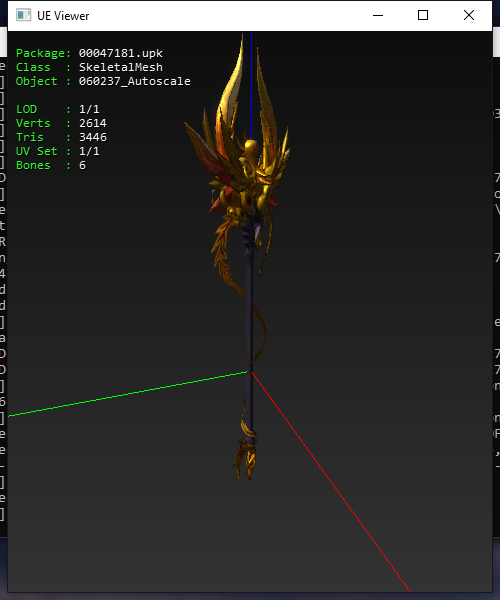 UE Viewer
Package: 00047181.upk
Class : SkeletalMesh
Object : 060237_Autoscale
LOD : 1/1
Verts : 2614
Tris : 3446
UV Set : 1/1
Bones : 6